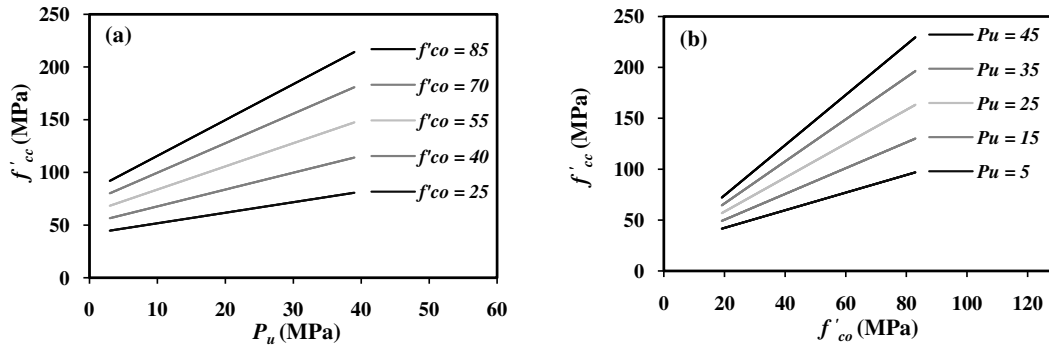 (a)
250
200
150
100
50
0
f'cc (MPa)
f'co = 85
f'co = 70
f'co = 55
f'co = 40
f'co = 25
0 10 20 30 40 50 60
Pu (MPa)
(b)
250
200
150
100
50
0
f'cc (MPa)
Pu = 45
Pu = 35
Pu = 25
Pu = 15
Pu = 5
0 20 40 60 80 100 120
f'co (MPa)